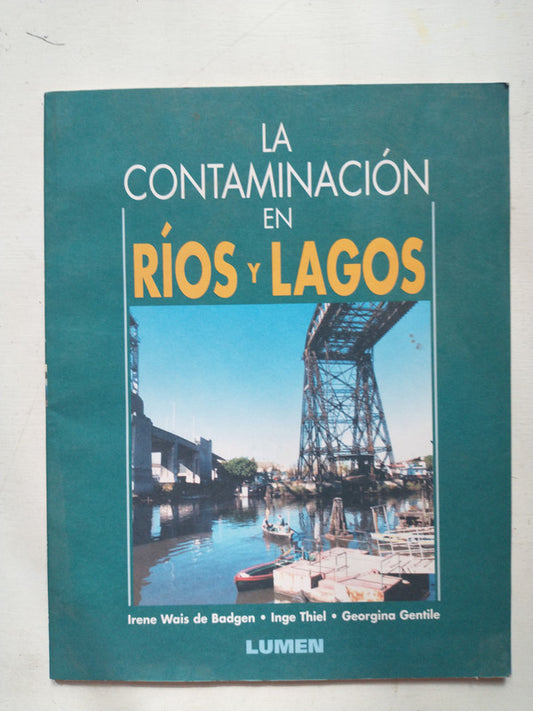 LA
CONTAMINACIÓN
EN
RÍOS Y LAGOS
Irene Wais de Badgen • Inge Thiel • Georgina Gentile
LUMEN